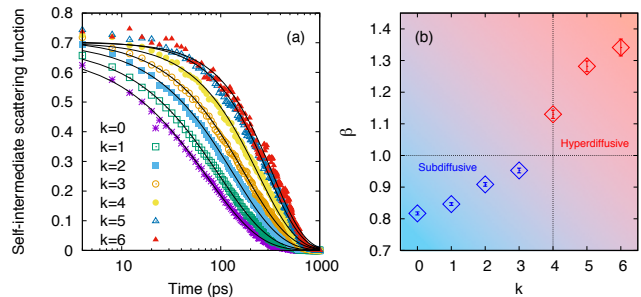 (a)
Self-intermediate scattering function
0.8
0.7
0.6
0.5
0.4
0.3
0.2
0.1
0
k=0
k=1
k=2
k=3
k=4
k=5
k=6
10
100
1000
Time (ps)
(b)
β
1.4
1.3
1.2
1.1
1.0
0.9
0.8
0.7
Hyperdiffusive
Subdiffusive
0 1 2 3 4 5 6
k